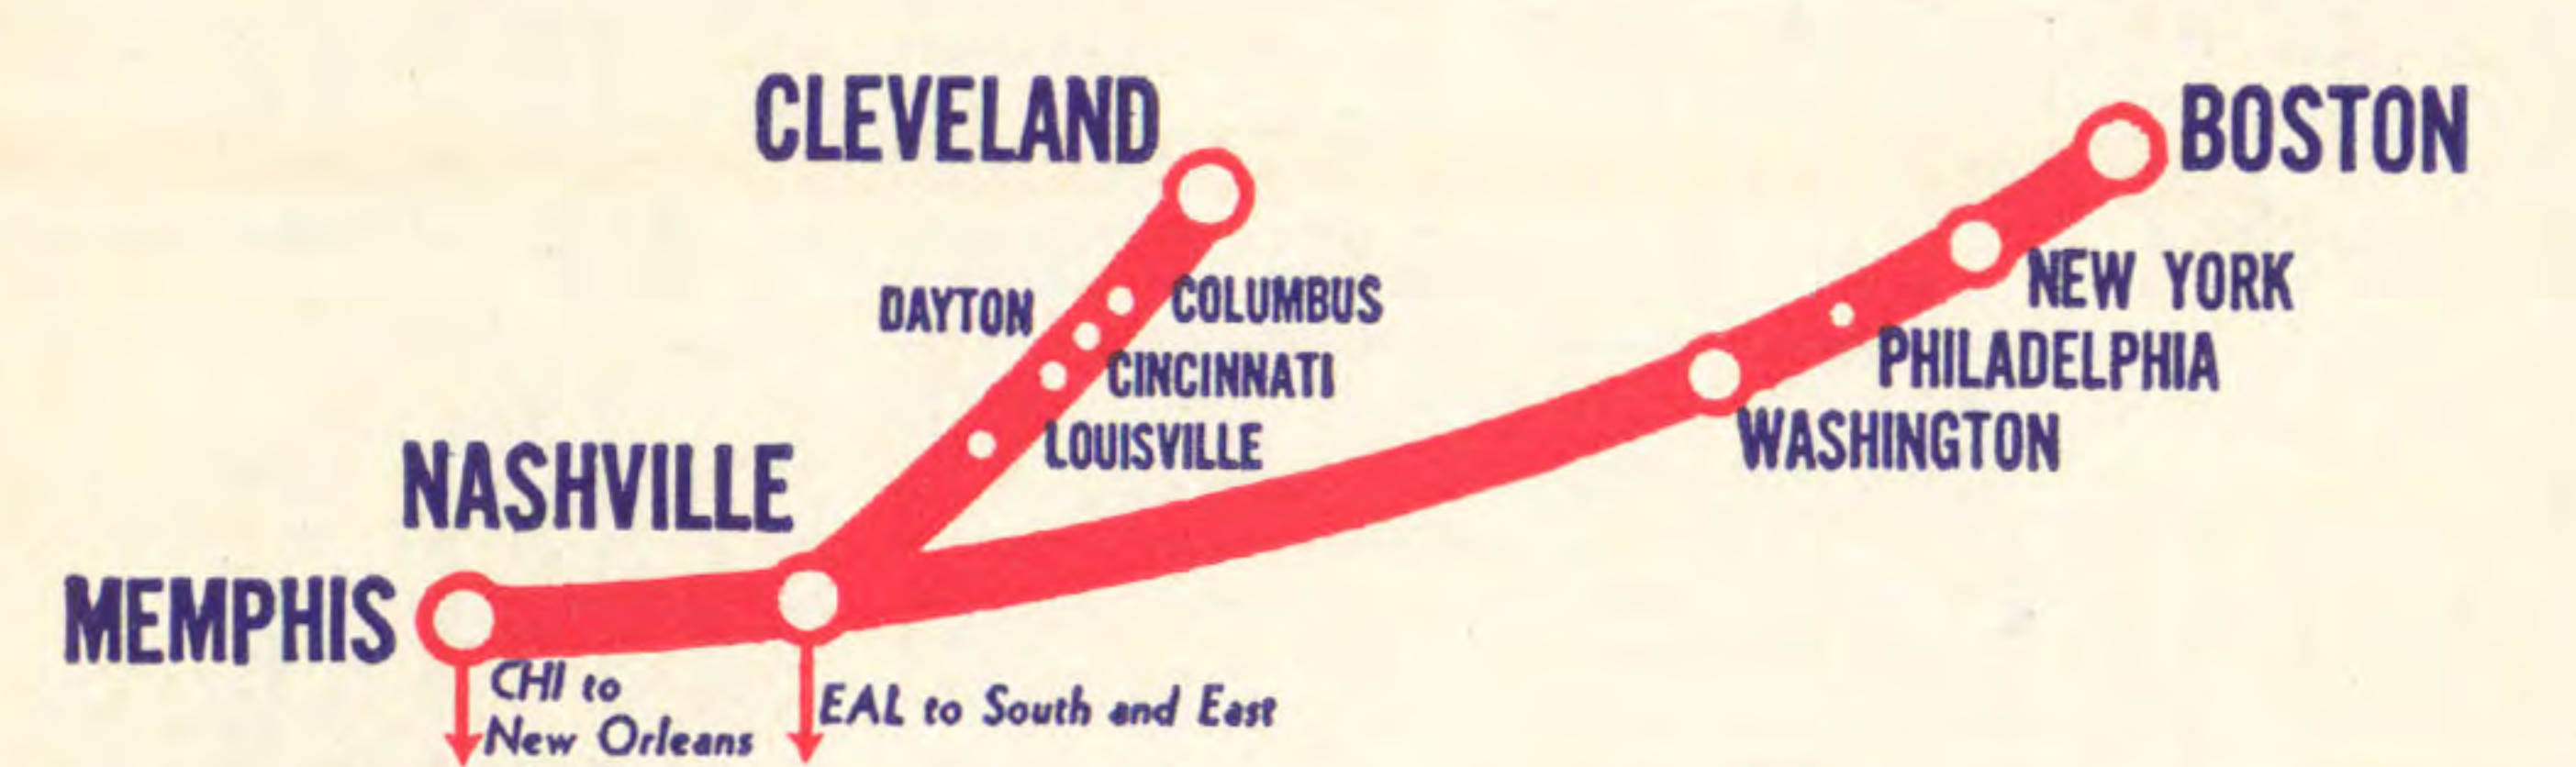 CLEVELAND
BOSTON
DAYTON
COLUMBUS
NEW YORK
CINCINNATI
PHILADELPHIA
LOUISVILLE
WASHINGTON
NASHVILLE
MEMPHIS
CHI to
New Orleans
EAL to South and East